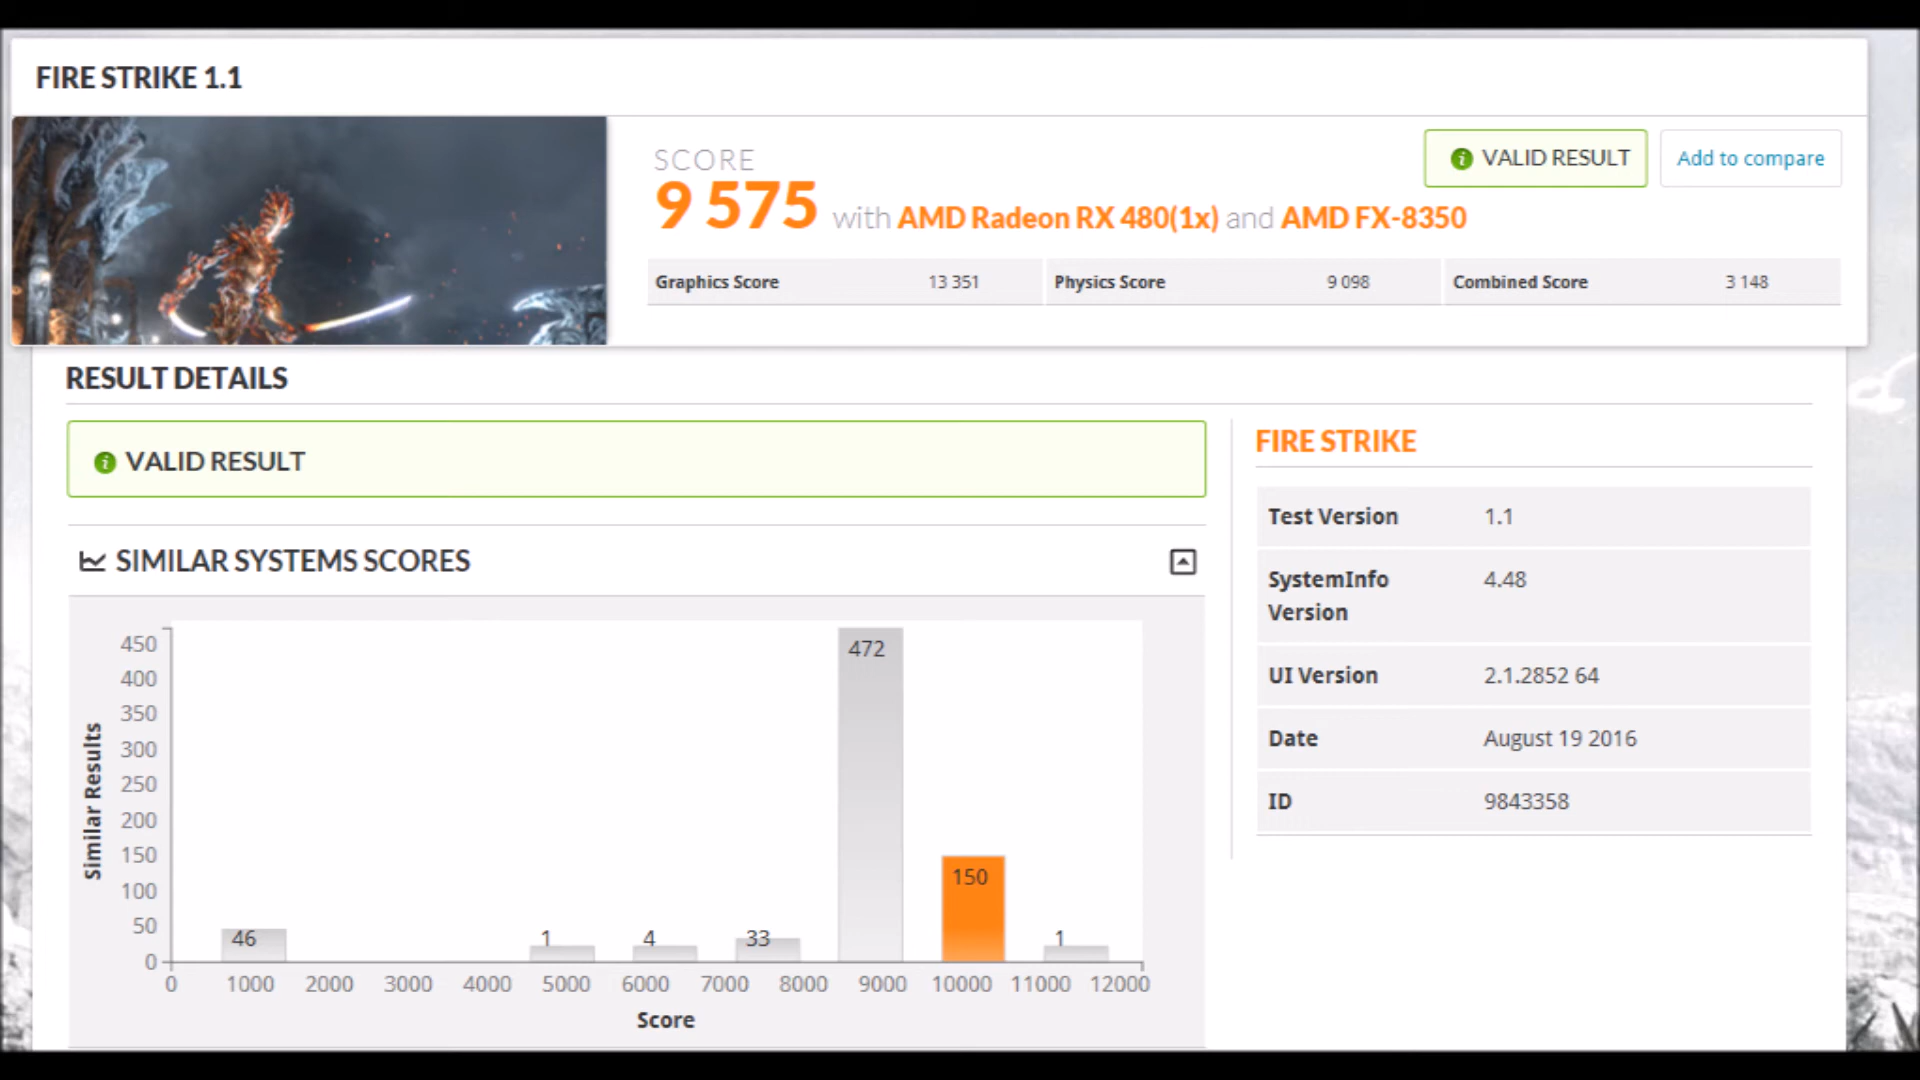 FIRE STRIKE 1.1
SCORE
VALID RESULT
Add to compare
9 575 with AMD Radeon RX 480(1x) and AMD FX-8350
Graphics Score 13 351 Physics Score 9 098 Combined Score 3 148
RESULT DETAILS
VALID RESULT
SIMILAR SYSTEMS SCORES
450
400
350
300
250
200
150
100
50
0
Similar Results
46
1
4
33
472
150
1
0 1000 2000 3000 4000 5000 6000 7000 8000 9000 10000 11000 12000
Score
FIRE STRIKE
Test Version 1.1
SystemInfo 4.48
Version
UI Version 2.1.2852 64
Date August 19 2016
ID 9843358